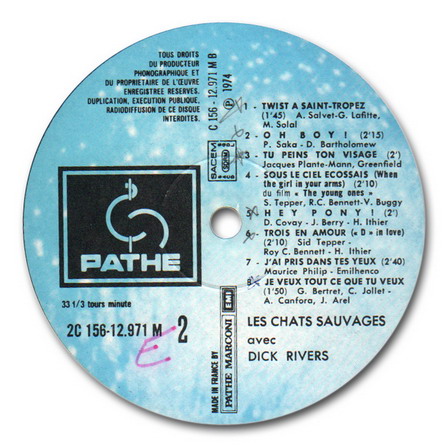 TOUS DROITS
DU PRODUCTEUR
PHONOGRAPHIQUE ET
DU PROPRIETAIRE DE L'ŒUVRE
ENREGISTREE RESERVES.
DUPLICATION, EXECUTION PUBLIQUE,
RADIODIFFUSION DE CE DISQUE
INTERDITES.
C 156-12.971 M B
Ⓟ 1974
SACEM
PATHE
33 1/3 tours minute
2C 156-12.971 M 2
E
MADE IN FRANCE BY
PATHE MARCONI EMI
1 - TWIST A SAINT-TROPEZ
(1'45) A. Salvet-G. Lafitte,
M. Solal
2 - OH BOY! (2'15)
P. Saka - D. Bartholomew
3 - TU PEINS TON VISAGE (2')
Jacques Plante-Mann, Greenfield
4 - SOUS LE CIEL ECOSSAIS (When
the girl in your arms) (2'10)
du film « The young ones »
S. Tepper, R.C. Bennett-V. Buggy
5 - HEY PONY! (2')
D. Covay - J. Berry - H. Ithier
6 - TROIS EN AMOUR (« D » in love)
(2'10) Sid Tepper -
Roy C. Bennett - H. Ithier
7 - J'AI PRIS DANS TES YEUX (2'40)
Maurice Philip - Emilhenco
8 - JE VEUX TOUT CE QUE TU VEUX
(1'50) G. Bertret, C. Jollet -
A. Canfora, J. Arel
LES CHATS SAUVAGES
avec
DICK RIVERS